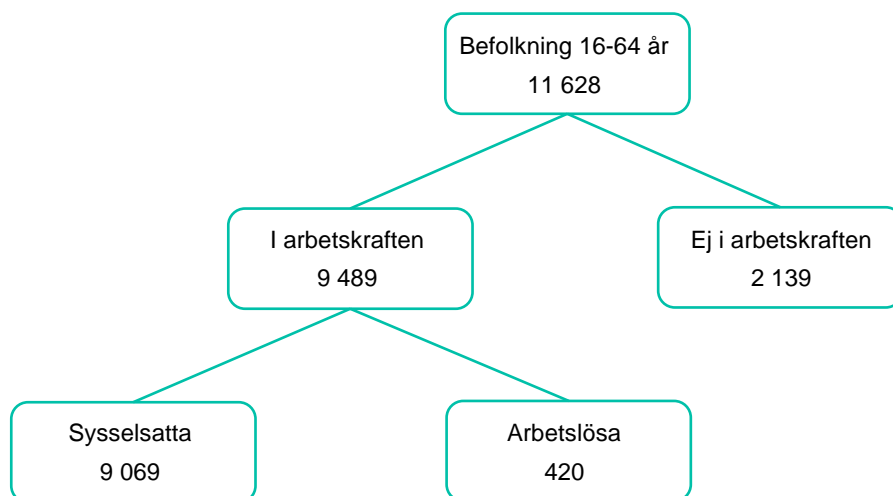 Befolkning 16-64 år
11 628
I arbetskraften
9 489
Ej i arbetskraften
2 139
Sysselsatta
9 069
Arbetslösa
420